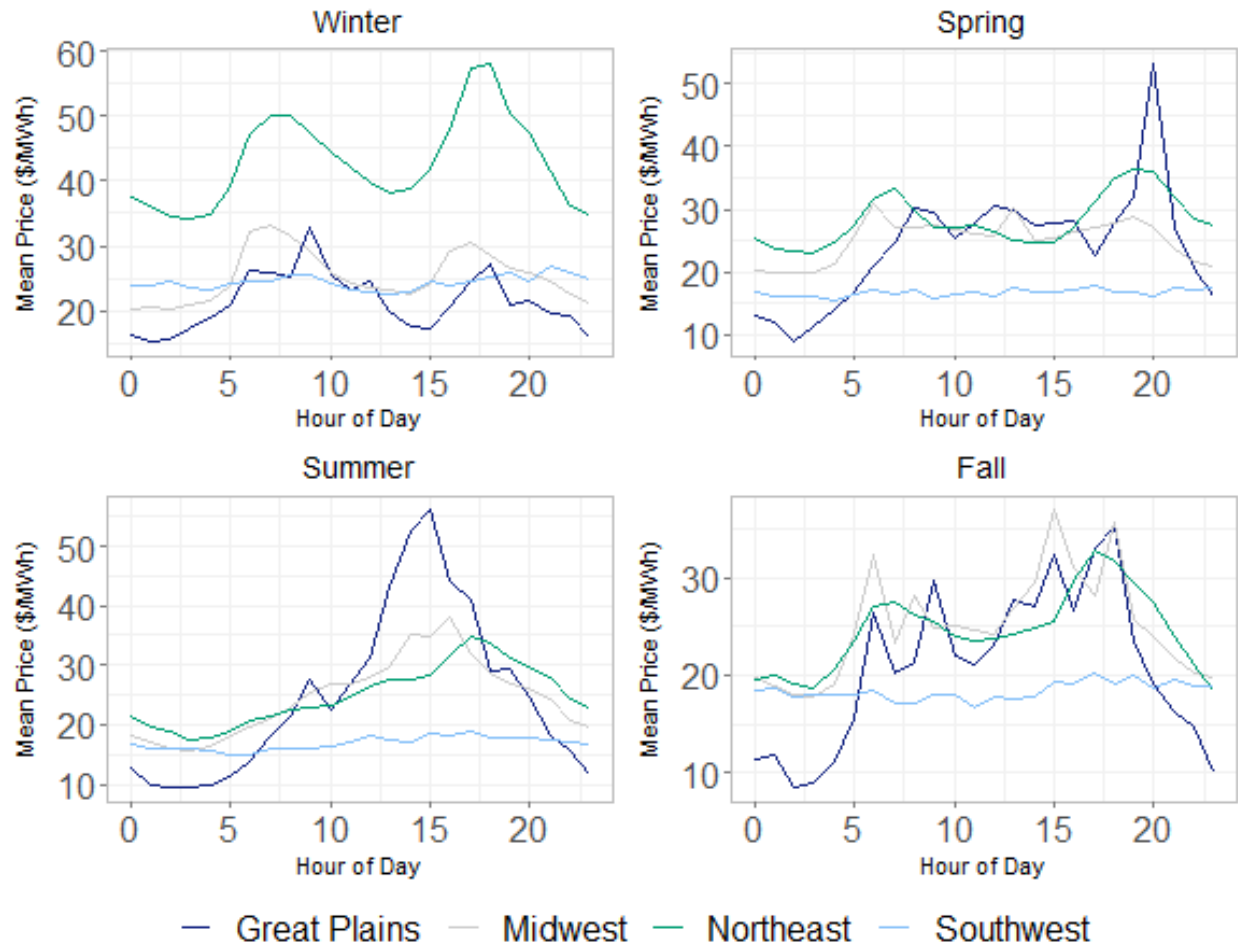 Winter
Mean Price ($/MWh)
60
50
40
30
20
0 5 10 15 20
Hour of Day
Spring
Mean Price ($/MWh)
50
40
30
20
10
0 5 10 15 20
Hour of Day
Summer
Mean Price ($/MWh)
50
40
30
20
10
0 5 10 15 20
Hour of Day
Fall
Mean Price ($/MWh)
30
20
10
0 5 10 15 20
Hour of Day
Great Plains Midwest Northeast Southwest